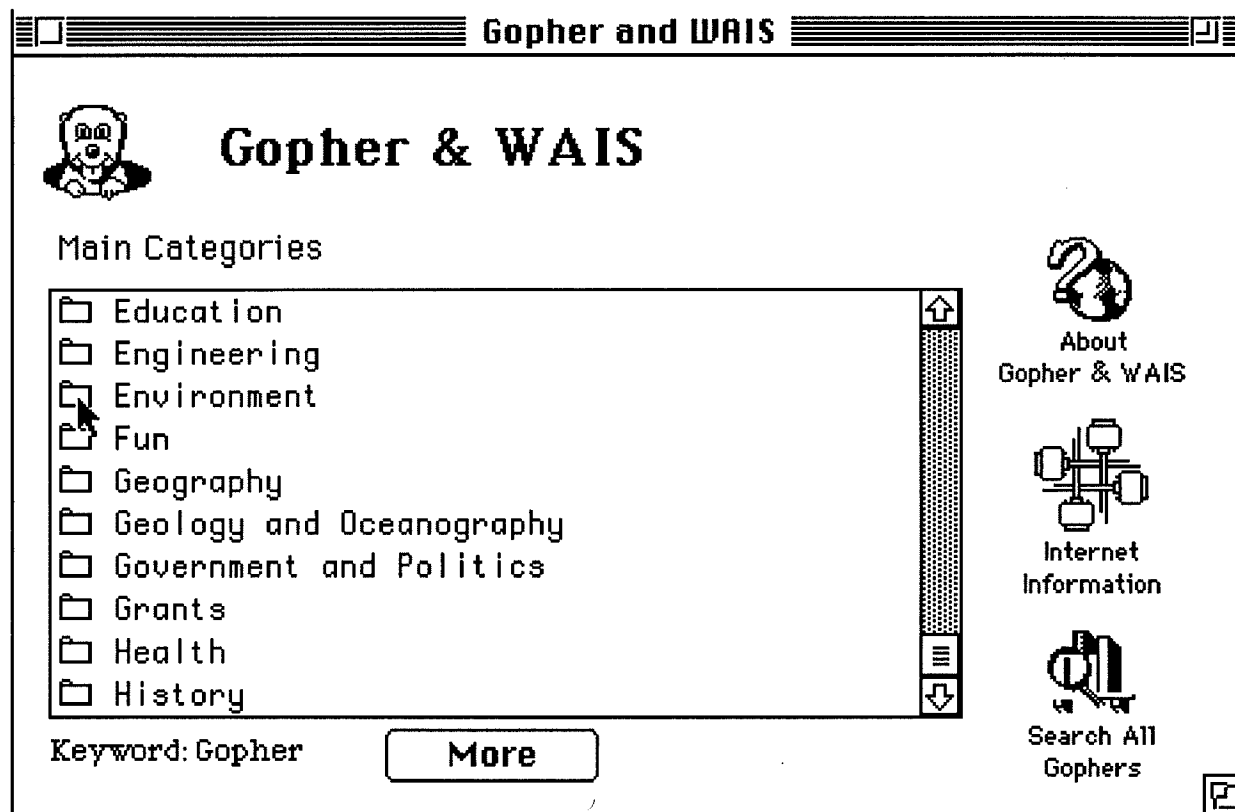 Gopher and WAIS
Gopher & WAIS
Main Categories
Education
Engineering
Environment
Fun
Geography
Geology and Oceanography
Government and Politics
Grants
Health
History
Keyword: Gopher
More
About
Gopher & WAIS
Internet
Information
Search All
Gophers